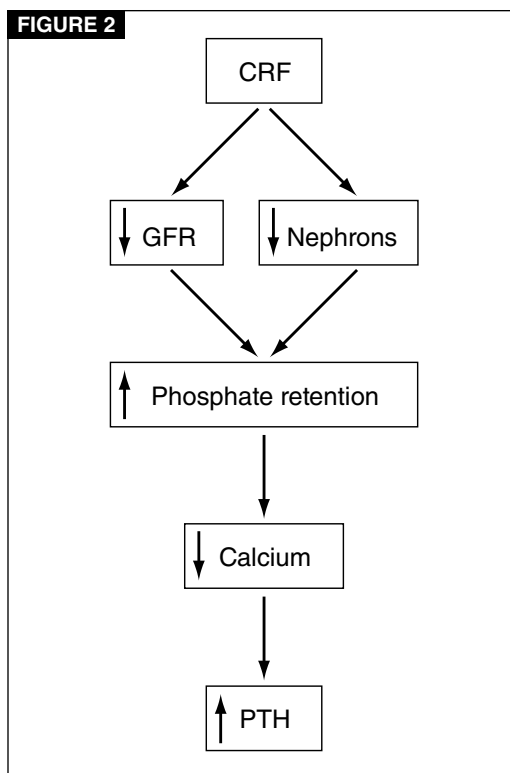 FIGURE 2
CRF
GFR
Nephrons
Phosphate retention
Calcium
PTH